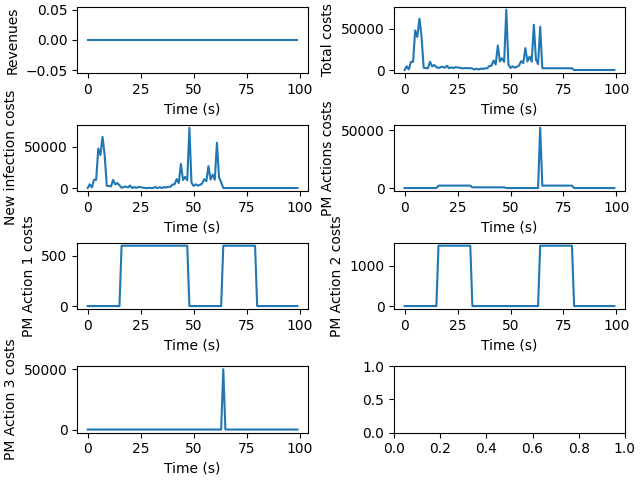 Revenues
0.05
0.00
−0.05
0 25 50 75 100
Time (s)
Total costs
50000
0
0 25 50 75 100
Time (s)
New infection costs
50000
0
0 25 50 75 100
Time (s)
PM Actions costs
50000
0
0 25 50 75 100
Time (s)
PM Action 1 costs
500
0
0 25 50 75 100
Time (s)
PM Action 2 costs
1000
0
0 25 50 75 100
Time (s)
PM Action 3 costs
50000
0
0 25 50 75 100
Time (s)
1.0
0.5
0.0
0.0 0.2 0.4 0.6 0.8 1.0